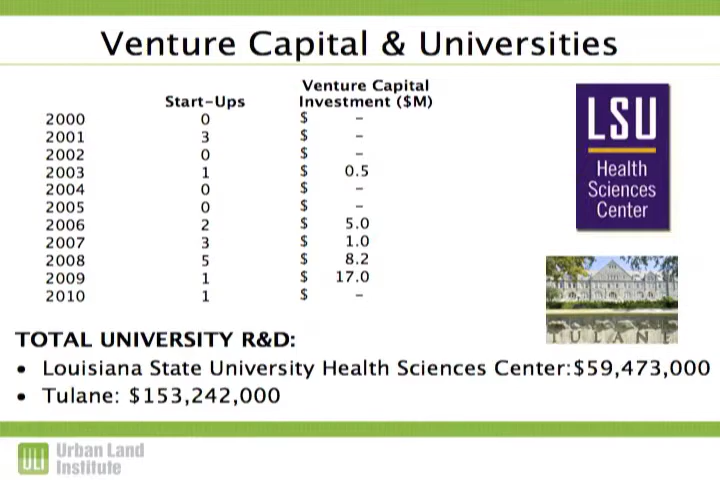 Venture Capital & Universities
Venture Capital
Start-Ups Investment ($M)
2000 0 $ -
2001 3 $ -
2002 0 $ -
2003 1 $ 0.5
2004 0 $ -
2005 0 $ -
2006 2 $ 5.0
2007 3 $ 1.0
2008 5 $ 8.2
2009 1 $ 17.0
2010 1 $ -
LSU
Health
Sciences
Center
TULANE
TOTAL UNIVERSITY R&D:
• Louisiana State University Health Sciences Center:$59,473,000
• Tulane: $153,242,000
ULI
Urban Land
Institute